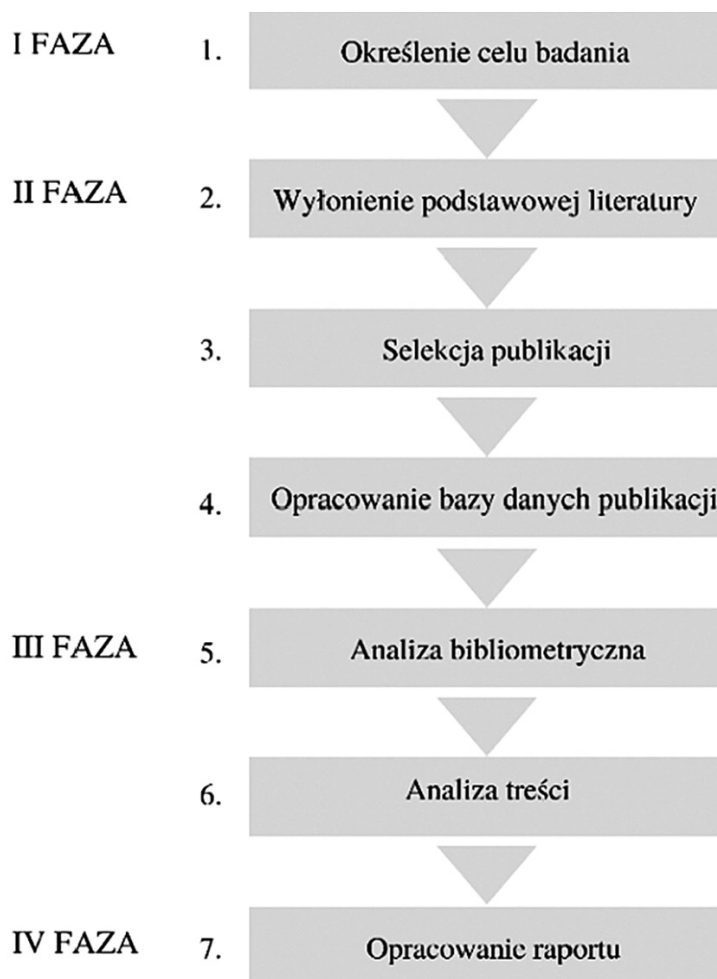 I FAZA 1. Określenie celu badania
II FAZA 2. Wyłonienie podstawowej literatury
3. Selekcja publikacji
4. Opracowanie bazy danych publikacji
III FAZA 5. Analiza bibliometryczna
6. Analiza treści
IV FAZA 7. Opracowanie raportu